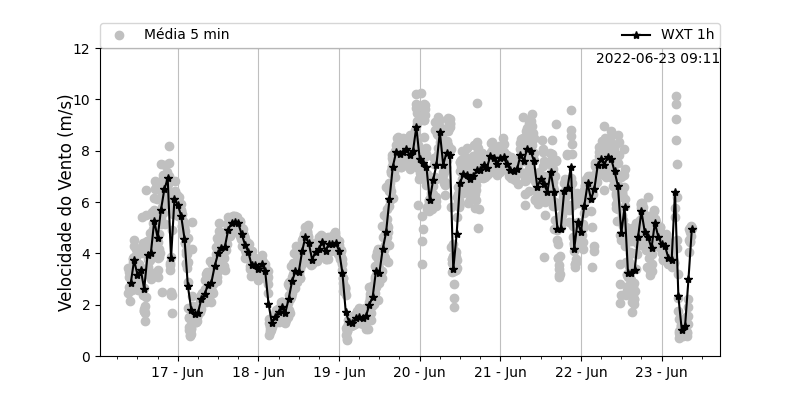 Média 5 min
WXT 1h
2022-06-23 09:11
Velocidade do Vento (m/s)
12
10
8
6
4
2
0
17 - Jun
18 - Jun
19 - Jun
20 - Jun
21 - Jun
22 - Jun
23 - Jun